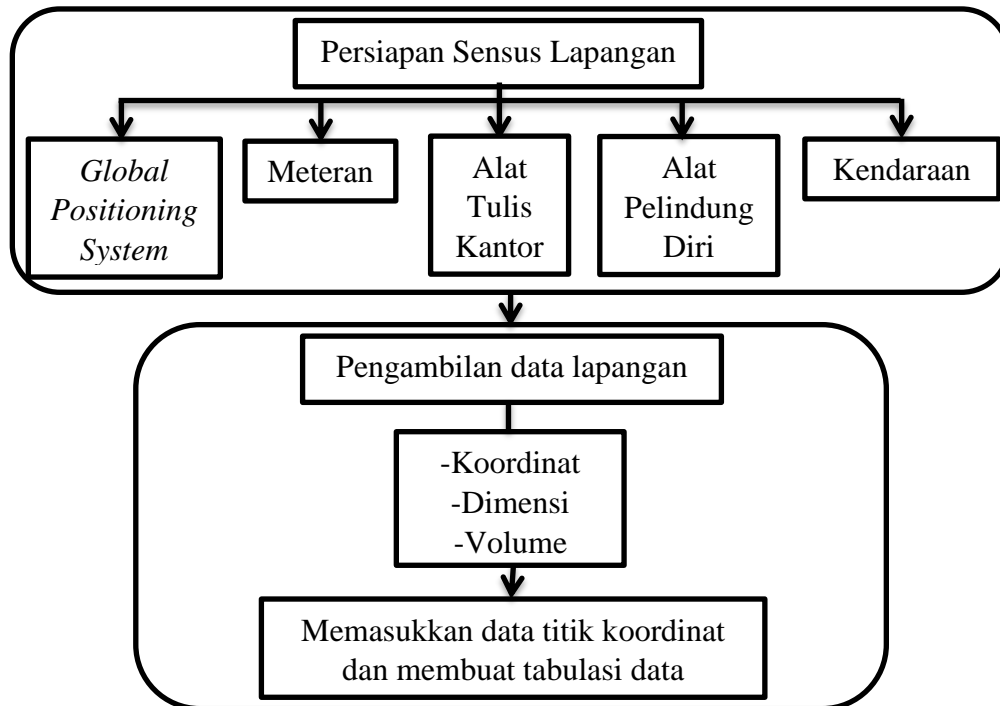 Persiapan Sensus Lapangan
Global
Positioning
System
Meteran
Alat
Tulis
Kantor
Alat
Pelindung
Diri
Kendaraan
Pengambilan data lapangan
-Koordinat
-Dimensi
-Volume
Memasukkan data titik koordinat
dan membuat tabulasi data